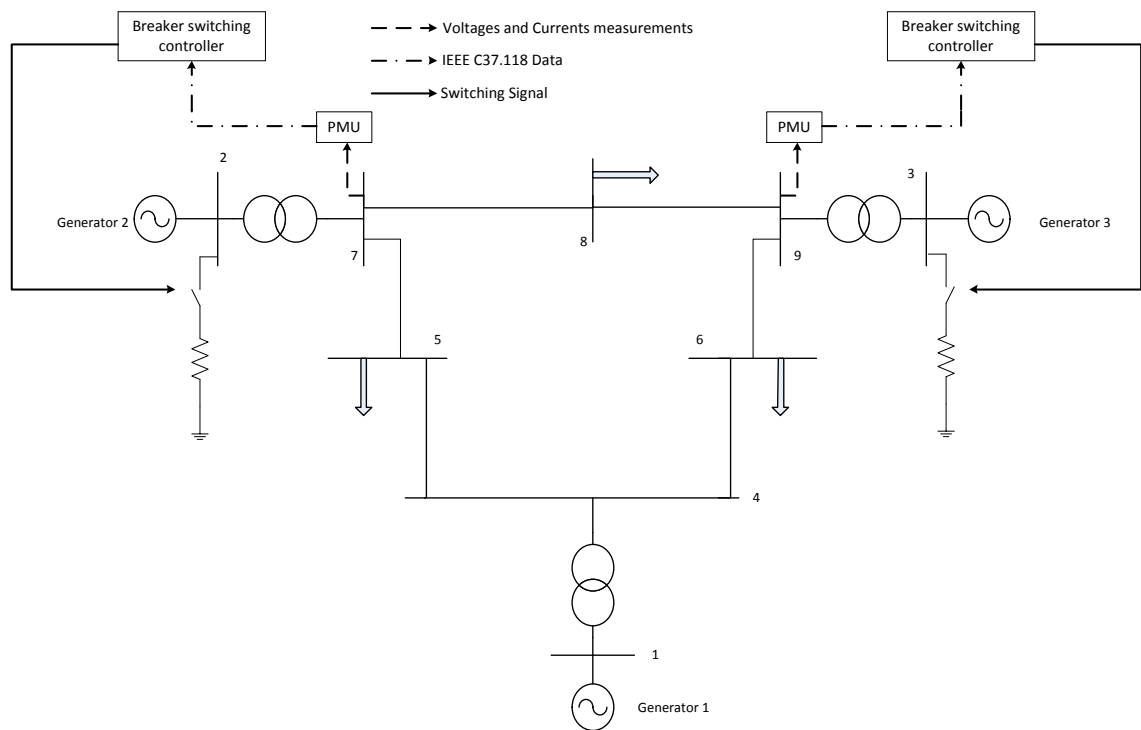 Breaker switching
controller
Voltages and Currents measurements
Breaker switching
controller
IEEE C37.118 Data
Switching Signal
PMU
PMU
2
3
Generator 2
Generator 3
7
8
9
5
6
4
1
Generator 1